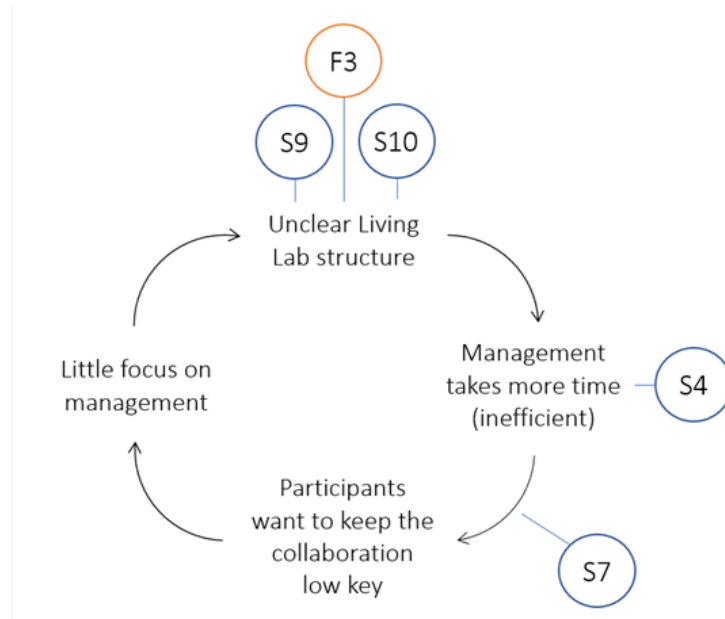 F3
S9
S10
Unclear Living
Lab structure
Management
takes more time
(inefficient)
S4
Little focus on
management
Participants
want to keep the
collaboration
low key
S7